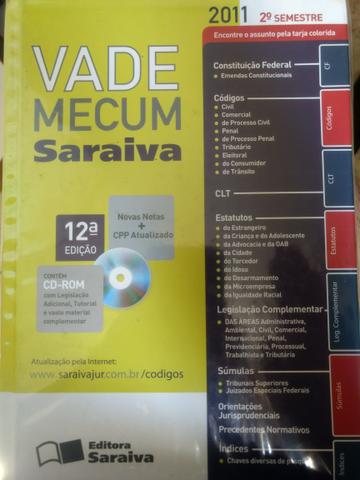 VADE
MECUM
Saraiva
12ª
EDIÇÃO
Novas Notas
+
CPP Atualizado
CONTÉM
CD-ROM
com Legislação
Adicional, Tutorial
e vasto material
complementar
Atualização pela Internet:
www.saraivajur.com.br/codigos
Editora
Saraiva
2011 2º SEMESTRE
Encontre o assunto pela tarja colorida
Constituição Federal
• Emendas Constitucionais
Códigos
• Civil
• Comercial
• de Processo Civil
• Penal
• de Processo Penal
• Tributário
• Eleitoral
• do Consumidor
• de Trânsito
CLT
Estatutos
• do Estrangeiro
• da Criança e do Adolescente
• da Advocacia e da OAB
• da Cidade
• do Torcedor
• do Idoso
• do Desarmamento
• da Microempresa
• da Igualdade Racial
Legislação Complementar
• DAS ÁREAS Administrativa,
Ambiental, Civil, Comercial,
Internacional, Penal,
Previdenciária, Processual,
Trabalhista e Tributária
Súmulas
• Tribunais Superiores
• Juizados Especiais Federais
Orientações
Jurisprudenciais
Precedentes Normativos
Índices
• Chaves diversas de pesquisa
CF
Códigos
CLT
Estatutos
Leg. Complementar
Súmulas
Índices